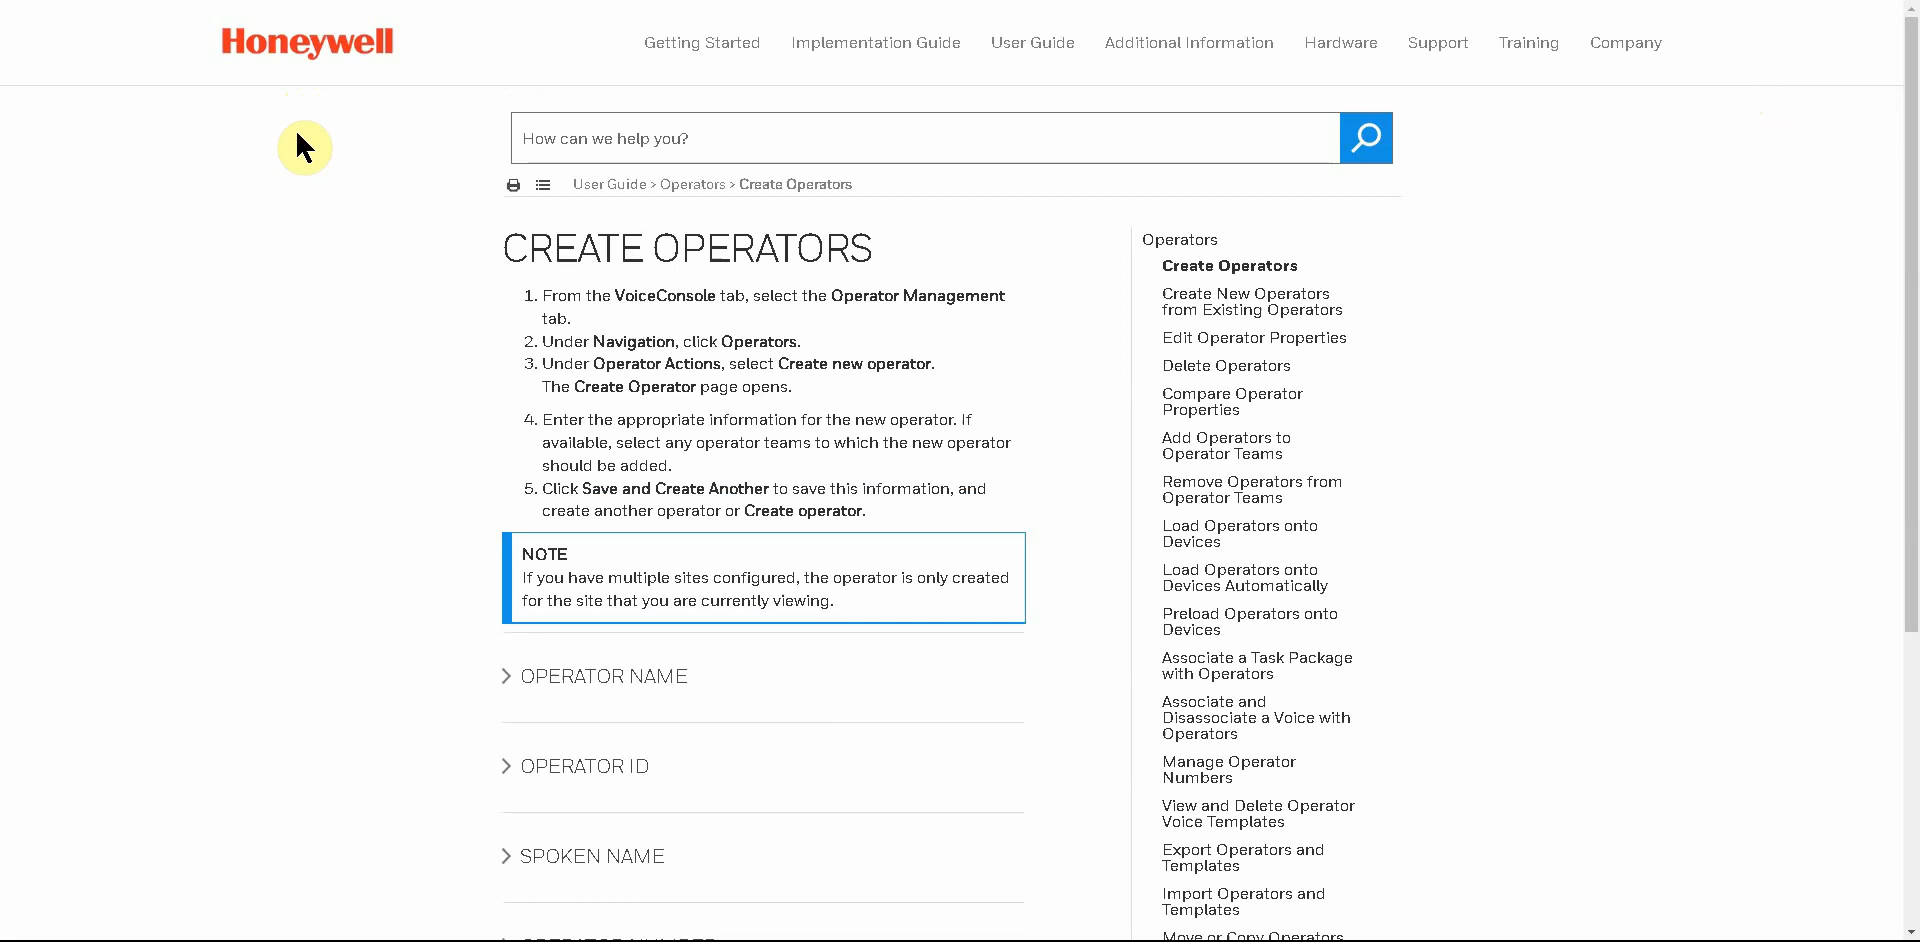 Honeywell
Getting Started
Implementation Guide
User Guide
Additional Information
Hardware
Support
Training
Company
How can we help you?
User Guide > Operators > Create Operators
CREATE OPERATORS
1. From the VoiceConsole tab, select the Operator Management
tab.
2. Under Navigation, click Operators.
3. Under Operator Actions, select Create new operator.
The Create Operator page opens.
4. Enter the appropriate information for the new operator. If
available, select any operator teams to which the new operator
should be added.
5. Click Save and Create Another to save this information, and
create another operator or Create operator.
NOTE
If you have multiple sites configured, the operator is only created
for the site that you are currently viewing.
OPERATOR NAME
OPERATOR ID
SPOKEN NAME
OPERATOR NUMBER
Operators
Create Operators
Create New Operators
from Existing Operators
Edit Operator Properties
Delete Operators
Compare Operator
Properties
Add Operators to
Operator Teams
Remove Operators from
Operator Teams
Load Operators onto
Devices
Load Operators onto
Devices Automatically
Preload Operators onto
Devices
Associate a Task Package
with Operators
Associate and
Disassociate a Voice with
Operators
Manage Operator
Numbers
View and Delete Operator
Voice Templates
Export Operators and
Templates
Import Operators and
Templates
Move or Copy Operators